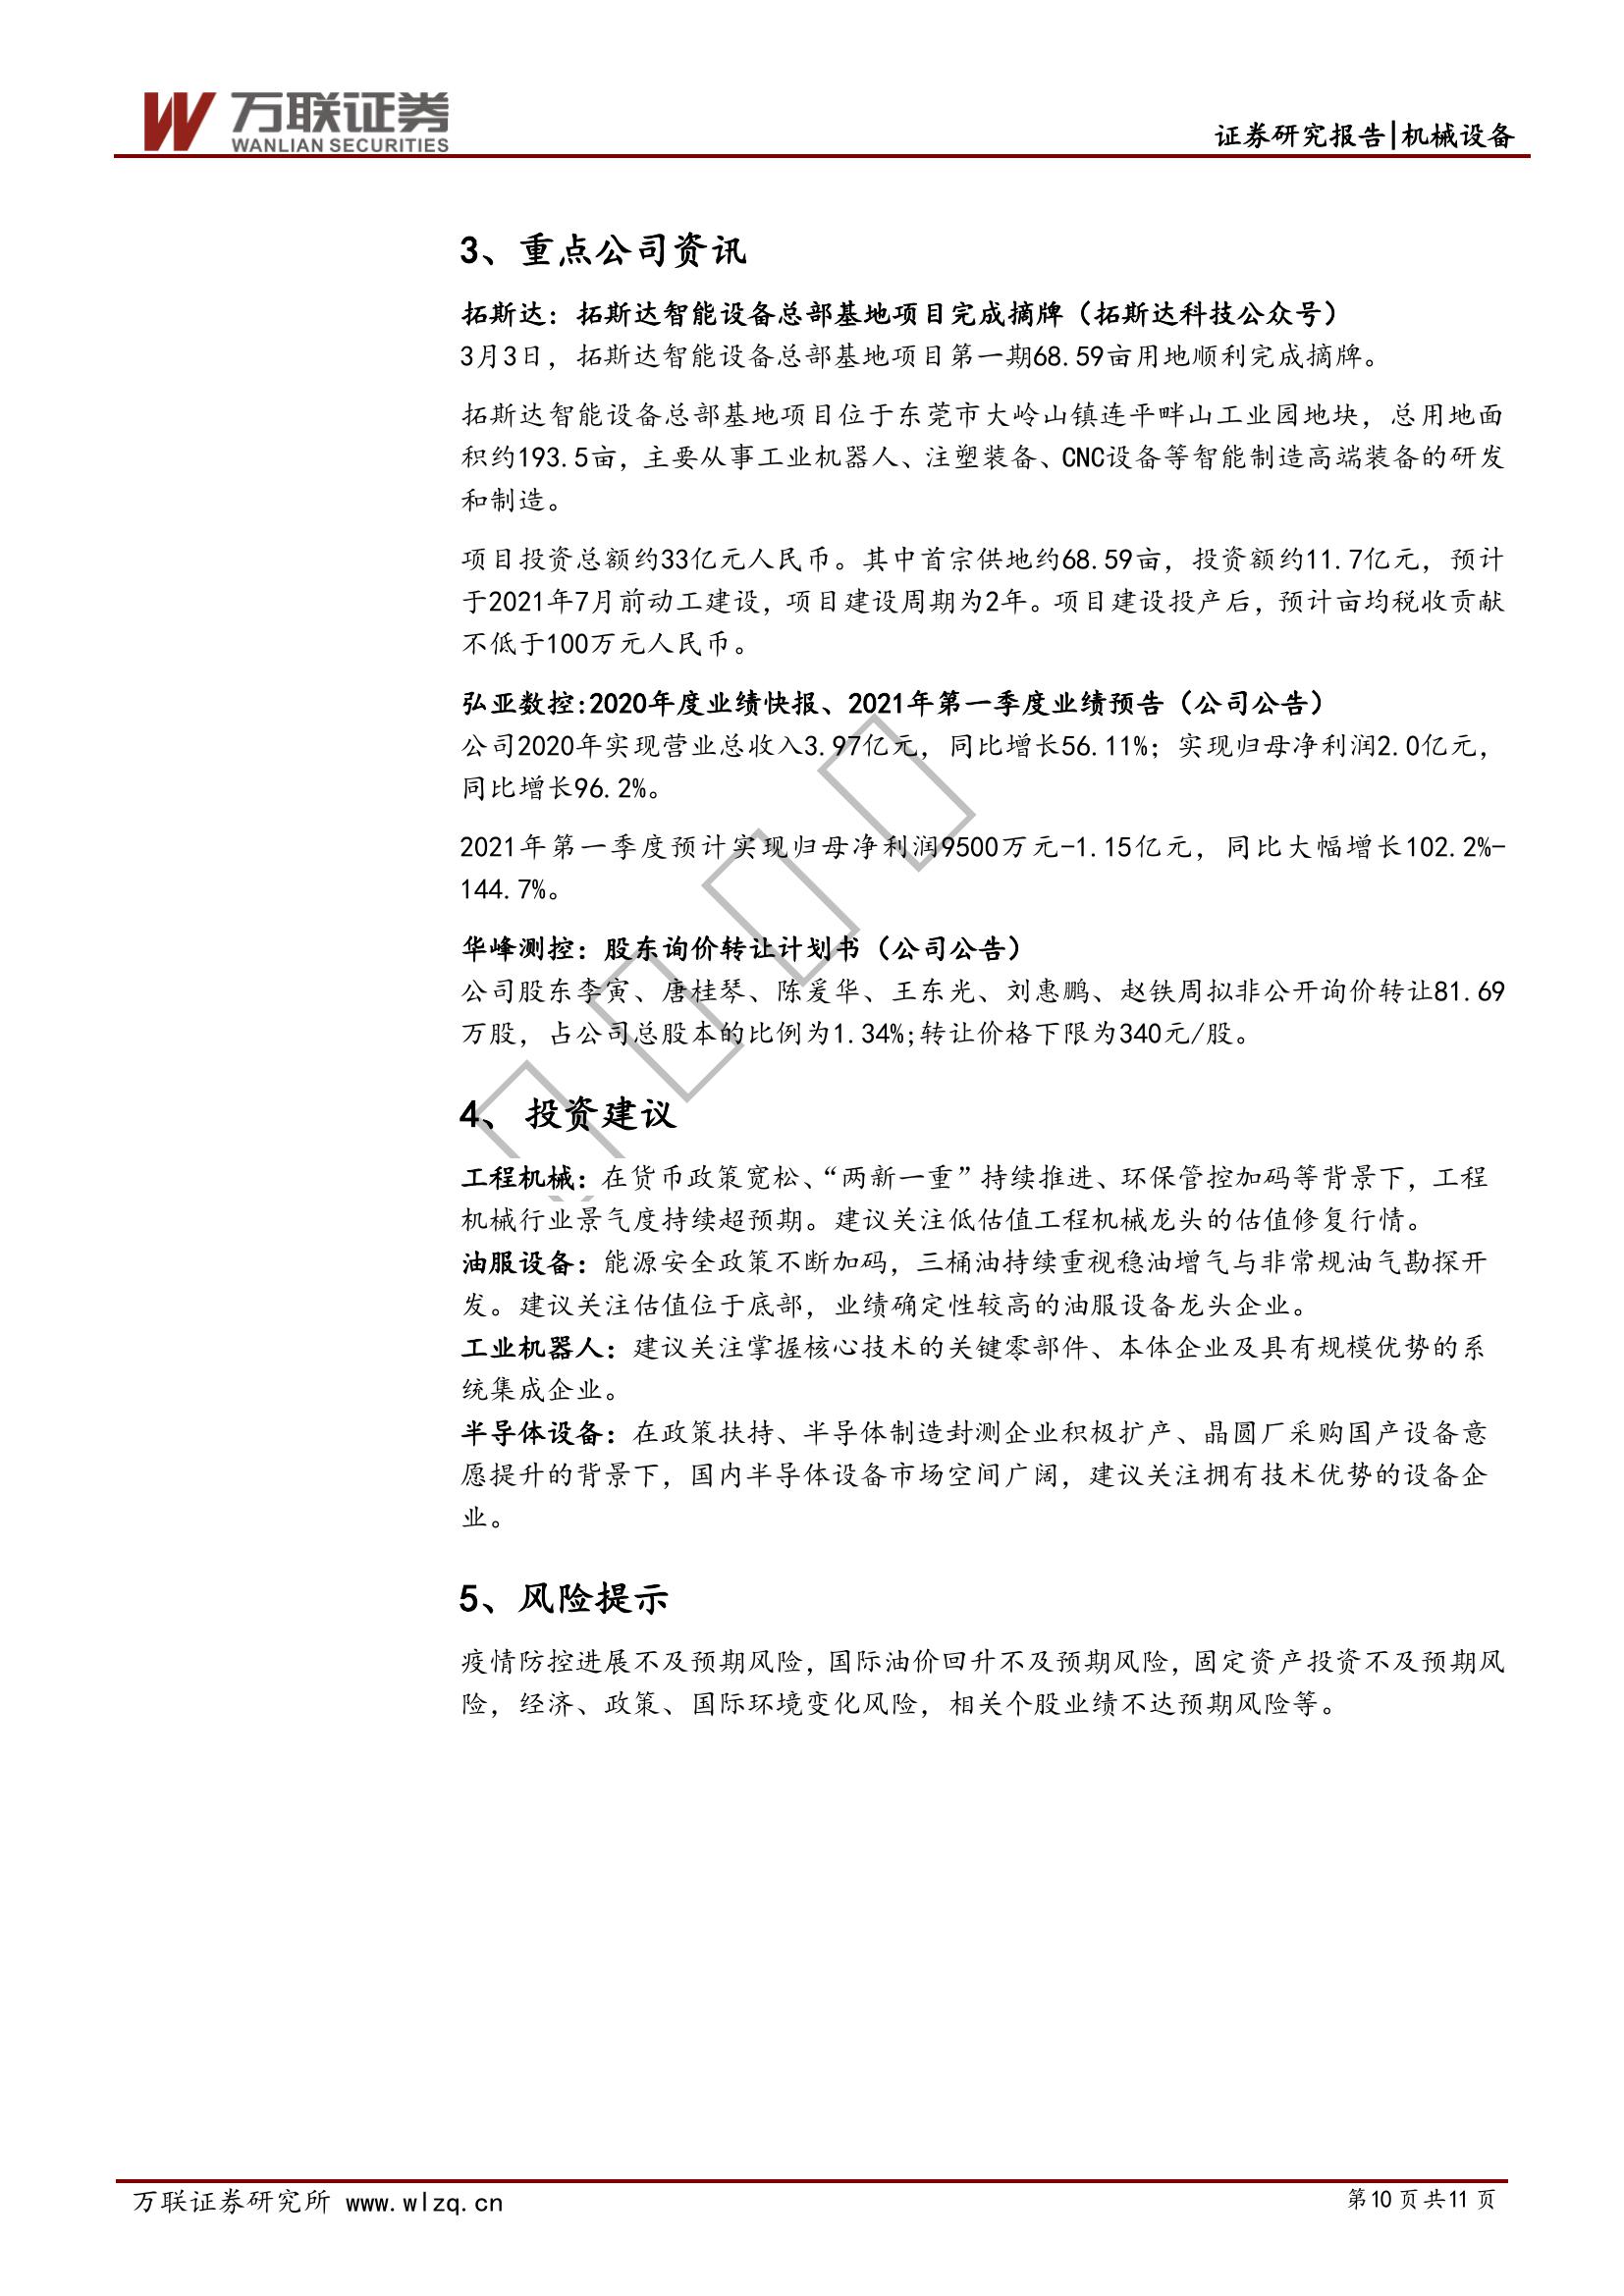 万联证券
WANLIAN SECURITIES
证券研究报告|机械设备
3、重点公司资讯
拓斯达：拓斯达智能设备总部基地项目完成摘牌（拓斯达科技公众号）
3月3日，拓斯达智能设备总部基地项目第一期68.59亩用地顺利完成摘牌。
拓斯达智能设备总部基地项目位于东莞市大岭山镇连平畔山工业园地块，总用地面
积约193.5亩，主要从事工业机器人、注塑装备、CNC设备等智能制造高端装备的研发
和制造。
项目投资总额约33亿元人民币。其中首宗供地约68.59亩，投资额约11.7亿元，预计
于2021年7月前动工建设，项目建设周期为2年。项目建设投产后，预计亩均税收贡献
不低于100万元人民币。
弘亚数控:2020年度业绩快报、2021年第一季度业绩预告（公司公告）
公司2020年实现营业总收入3.97亿元，同比增长56.11%；实现归母净利润2.0亿元，
同比增长96.2%。
2021年第一季度预计实现归母净利润9500万元-1.15亿元，同比大幅增长102.2%-
144.7%。
华峰测控：股东询价转让计划书（公司公告）
公司股东李寅、唐桂琴、陈爰华、王东光、刘惠鹏、赵铁周拟非公开询价转让81.69
万股，占公司总股本的比例为1.34%;转让价格下限为340元/股。
4、 投资建议
工程机械：在货币政策宽松、“两新一重”持续推进、环保管控加码等背景下，工程
机械行业景气度持续超预期。建议关注低估值工程机械龙头的估值修复行情。
油服设备：能源安全政策不断加码，三桶油持续重视稳油增气与非常规油气勘探开
发。建议关注估值位于底部，业绩确定性较高的油服设备龙头企业。
工业机器人：建议关注掌握核心技术的关键零部件、本体企业及具有规模优势的系
统集成企业。
半导体设备：在政策扶持、半导体制造封测企业积极扩产、晶圆厂采购国产设备意
愿提升的背景下，国内半导体设备市场空间广阔，建议关注拥有技术优势的设备企
业。
5、风险提示
疫情防控进展不及预期风险，国际油价回升不及预期风险，固定资产投资不及预期风
险，经济、政策、国际环境变化风险，相关个股业绩不达预期风险等。
万联证券研究所 www.wlzq.cn
第10 页 共11 页